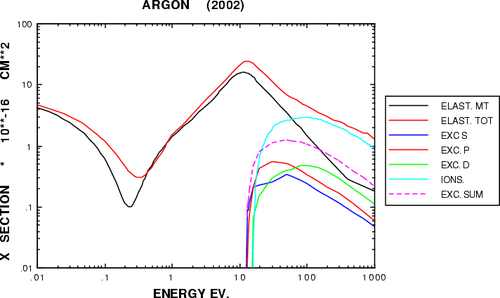 ARGON (2002)
100
10
1
.1
.01
X SECTION * 10**-16 CM**2
.01 .1 1 10 100 1000
ENERGY EV.
ELAST. MT
ELAST. TOT
EXC S
EXC. P
EXC. D
IONS.
EXC. SUM